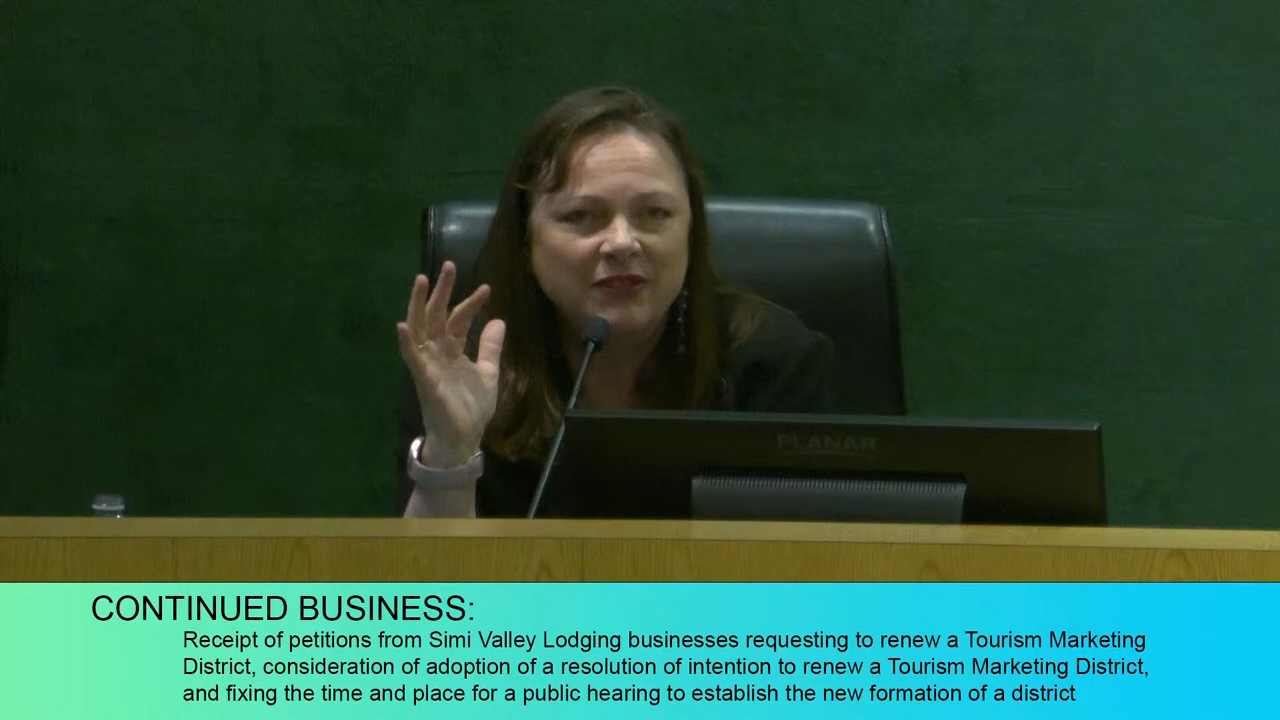 PLANAR
CONTINUED BUSINESS:
Receipt of petitions from Simi Valley Lodging businesses requesting to renew a Tourism Marketing
District, consideration of adoption of a resolution of intention to renew a Tourism Marketing District,
and fixing the time and place for a public hearing to establish the new formation of a district